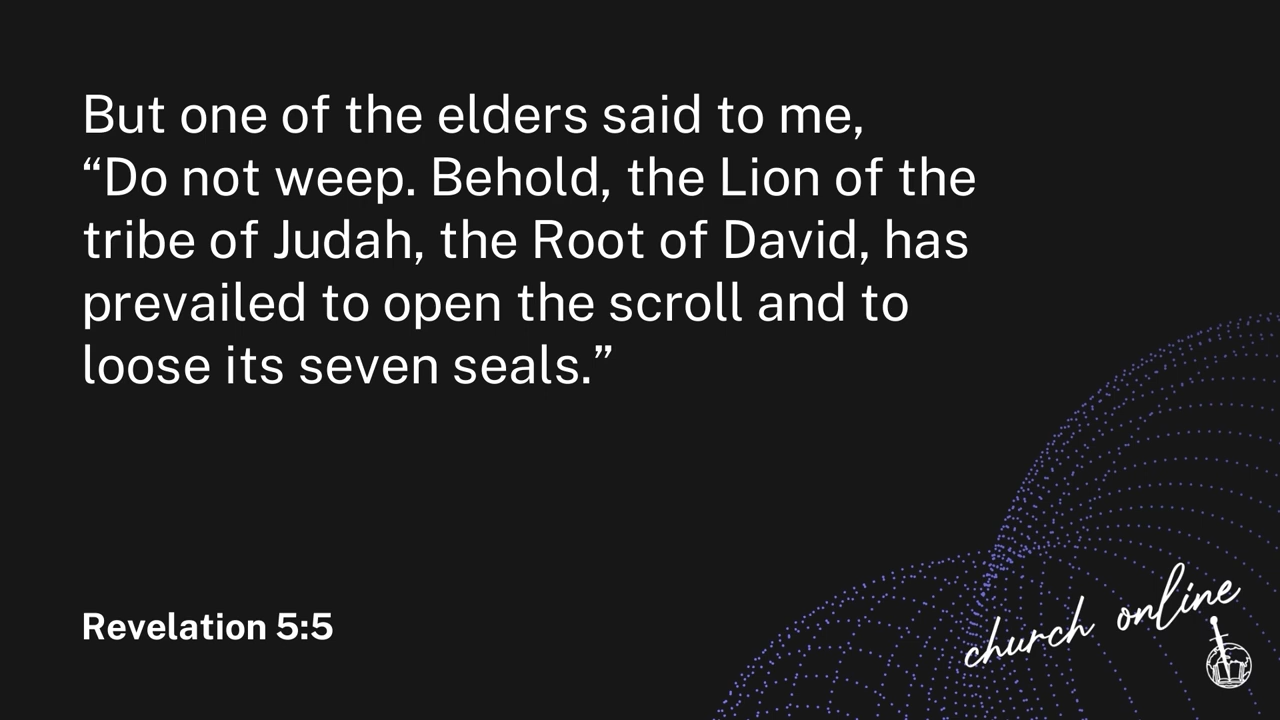 But one of the elders said to me,
“Do not weep. Behold, the Lion of the
tribe of Judah, the Root of David, has
prevailed to open the scroll and to
loose its seven seals.”
Revelation 5:5
church online